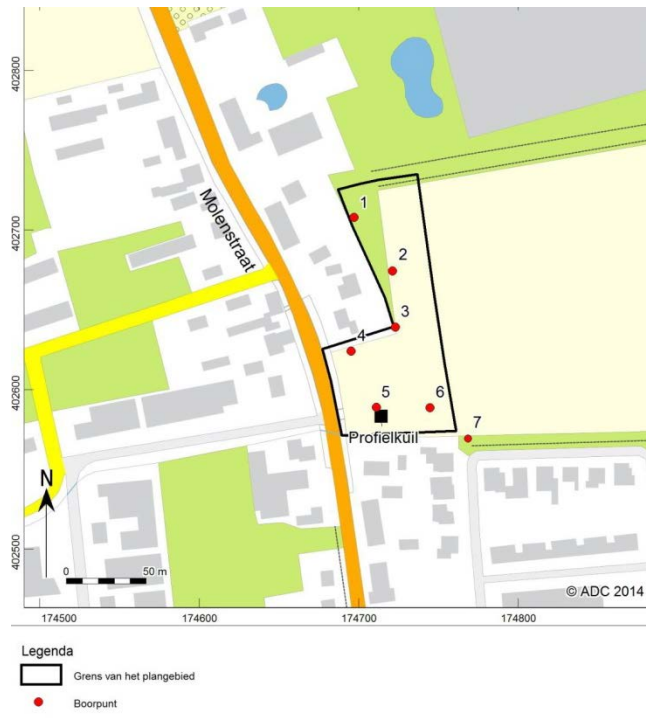 402800
402700
402600
402500
Molenstraat
1
2
3
4
5
6
7
Profielkuil
N
0
50 m
© ADC 2014
174500
174600
174700
174800
Legenda
Grens van het plangebied
Boorpunt